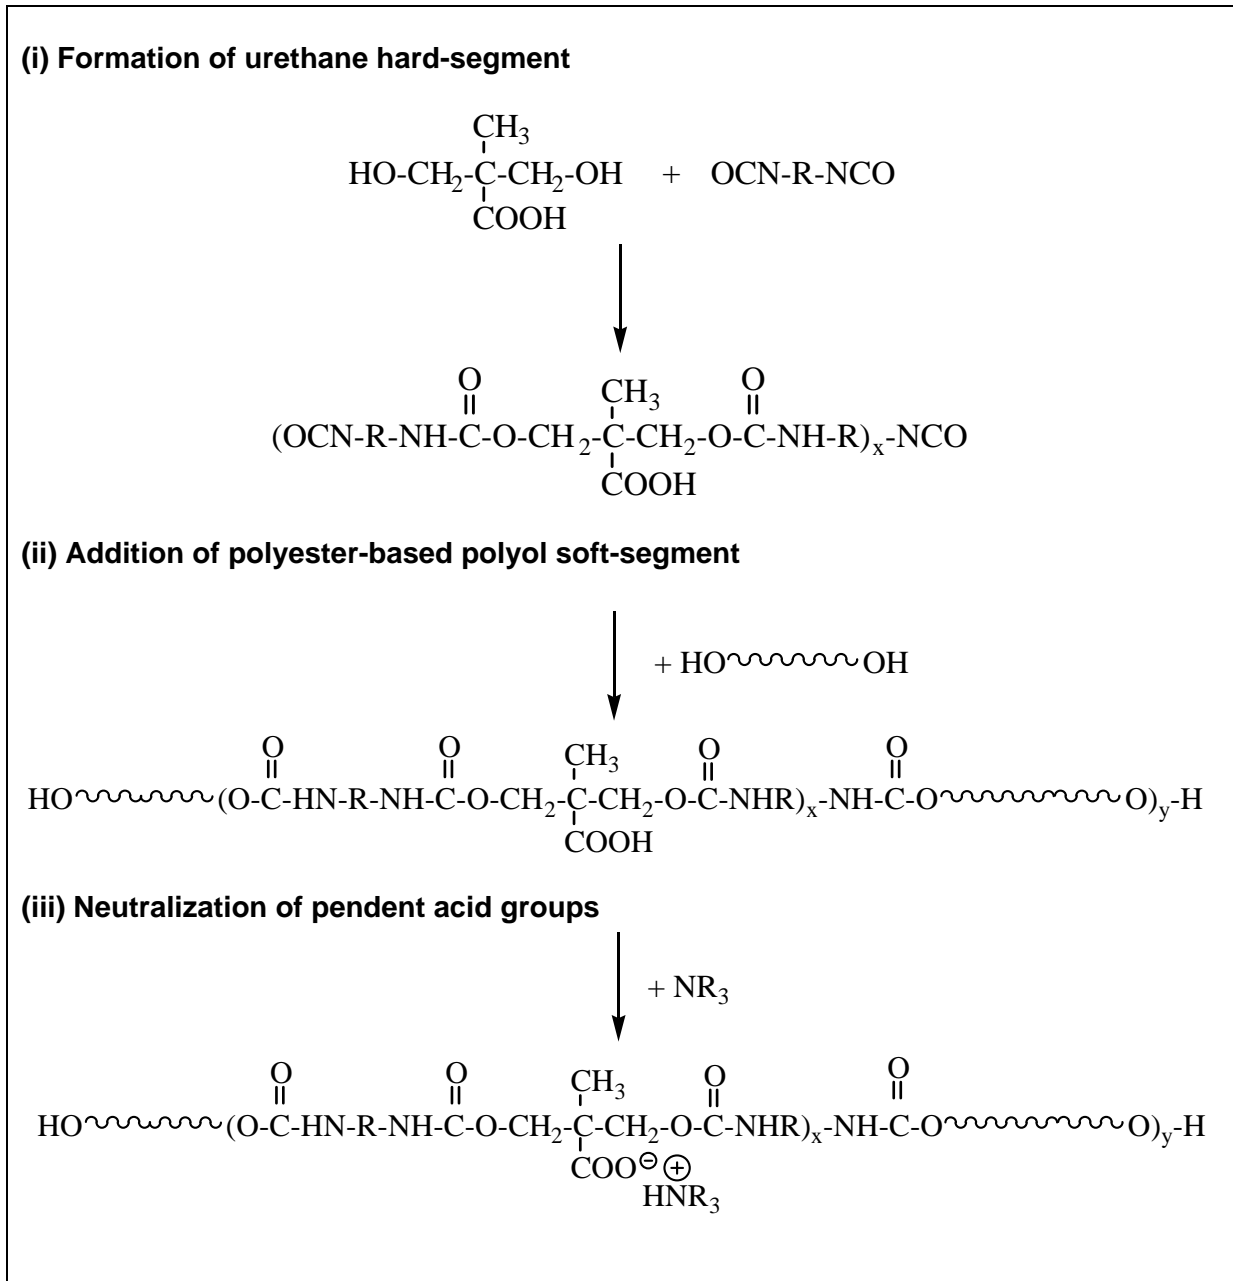 (i) Formation of urethane hard-segment
CH₃
HO-CH₂-C-CH₂-OH + OCN-R-NCO
COOH
O CH₃ O
(OCN-R-NH-C-O-CH₂-C-CH₂-O-C-NH-R)ₓ-NCO
COOH
(ii) Addition of polyester-based polyol soft-segment
+ HO OH
O O CH₃ O O
HO (O-C-HN-R-NH-C-O-CH₂-C-CH₂-O-C-NHR)ₓ-NH-C-O O)ᵧ-H
COOH
(iii) Neutralization of pendent acid groups
+ NR₃
O O CH₃ O O
HO (O-C-HN-R-NH-C-O-CH₂-C-CH₂-O-C-NHR)ₓ-NH-C-O O)ᵧ-H
COO⊖ ⊕
HNR₃